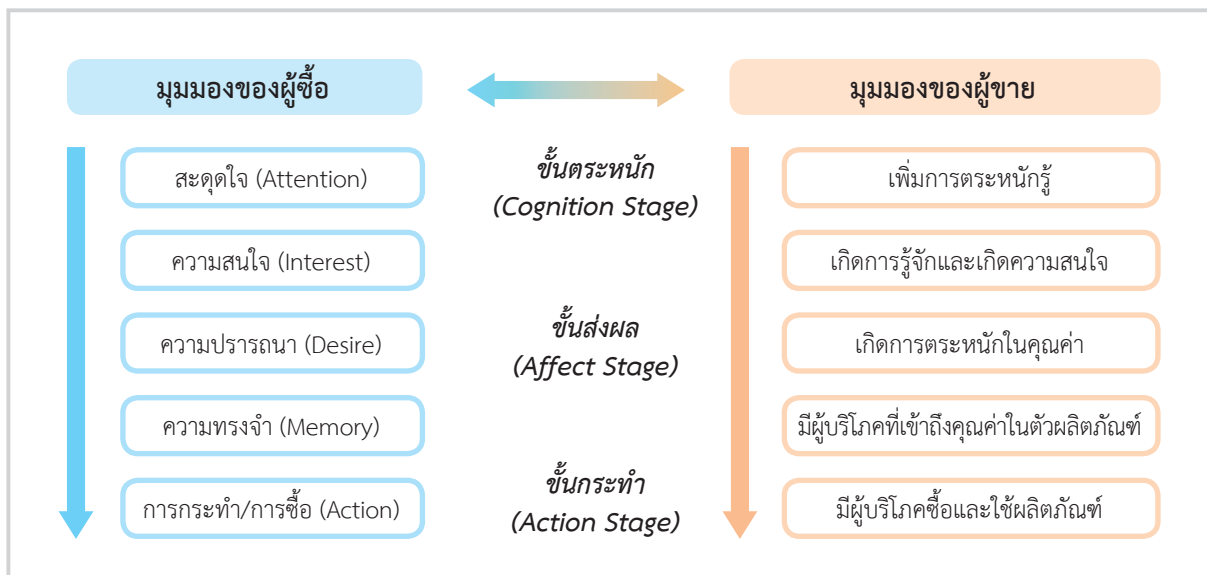 มุมมองของผู้ซื้อ
มุมมองของผู้ขาย
สะดุดใจ (Attention)
ขั้นตระหนัก
(Cognition Stage)
เพิ่มการตระหนักรู้
ความสนใจ (Interest)
เกิดการรู้จักและเกิดความสนใจ
ความปรารถนา (Desire)
ขั้นส่งผล
(Affect Stage)
เกิดการตระหนักในคุณค่า
ความทรงจำ (Memory)
มีผู้บริโภคที่เข้าถึงคุณค่าในตัวผลิตภัณฑ์
การกระทำ/การซื้อ (Action)
ขั้นกระทำ
(Action Stage)
มีผู้บริโภคซื้อและใช้ผลิตภัณฑ์